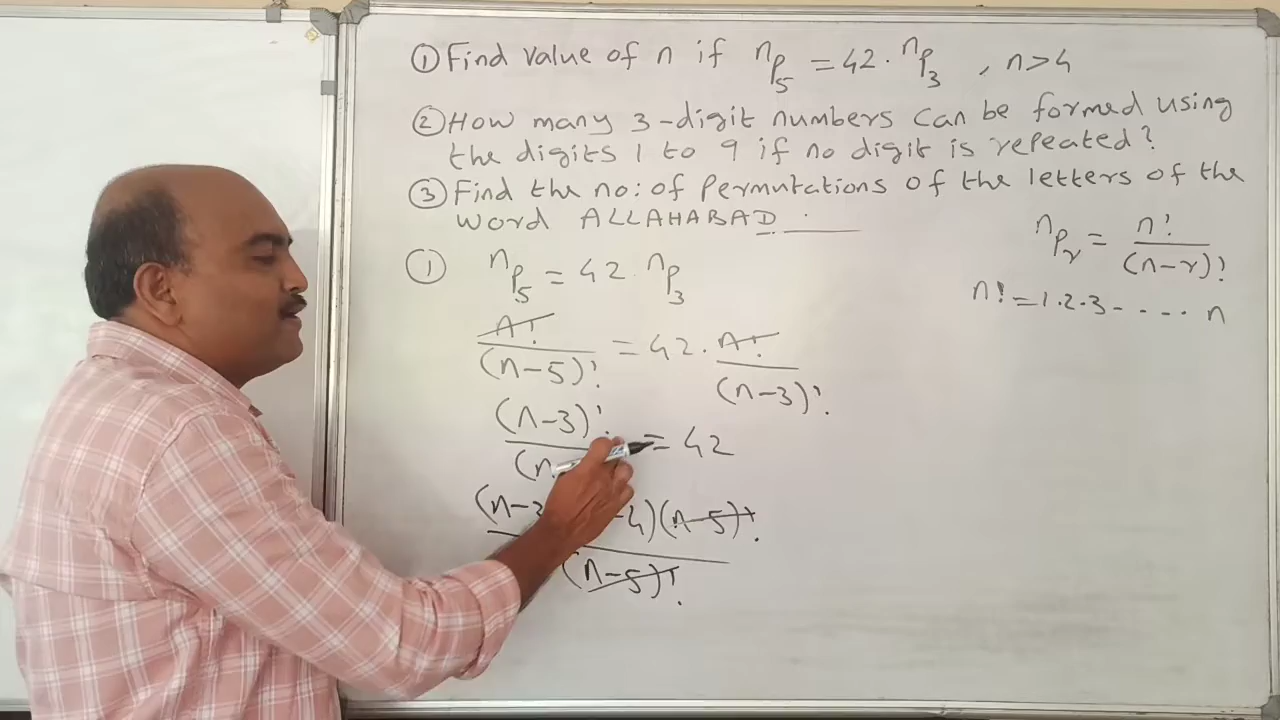 ① Find value of n if nP5 = 42. nP3 , n>4
② How many 3-digit numbers can be formed using
the digits 1 to 9 if no digit is repeated?
③ Find the no: of Permutations of the letters of the
word ALLAHABAD.
nPr = n!/(n-r)!
n! = 1.2.3----- n
① nP5 = 42. nP3
n!/(n-5)! = 42. n!/(n-3)!
(n-3)!/(n = 42
(n-3 -4)(n-5)!
(n-5)!